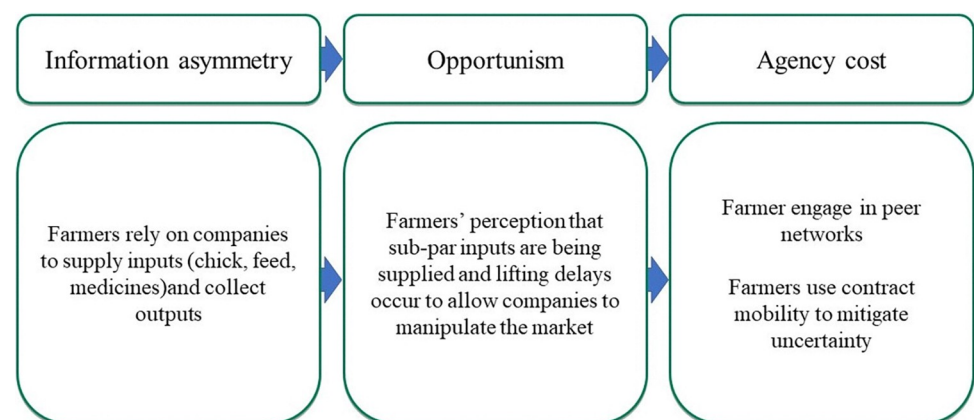 Information asymmetry
Opportunism
Agency cost
Farmers rely on companies
to supply inputs (chick, feed,
medicines)and collect
outputs
Farmers’ perception that
sub-par inputs are being
supplied and lifting delays
occur to allow companies to
manipulate the market
Farmer engage in peer
networks
Farmers use contract
mobility to mitigate
uncertainty